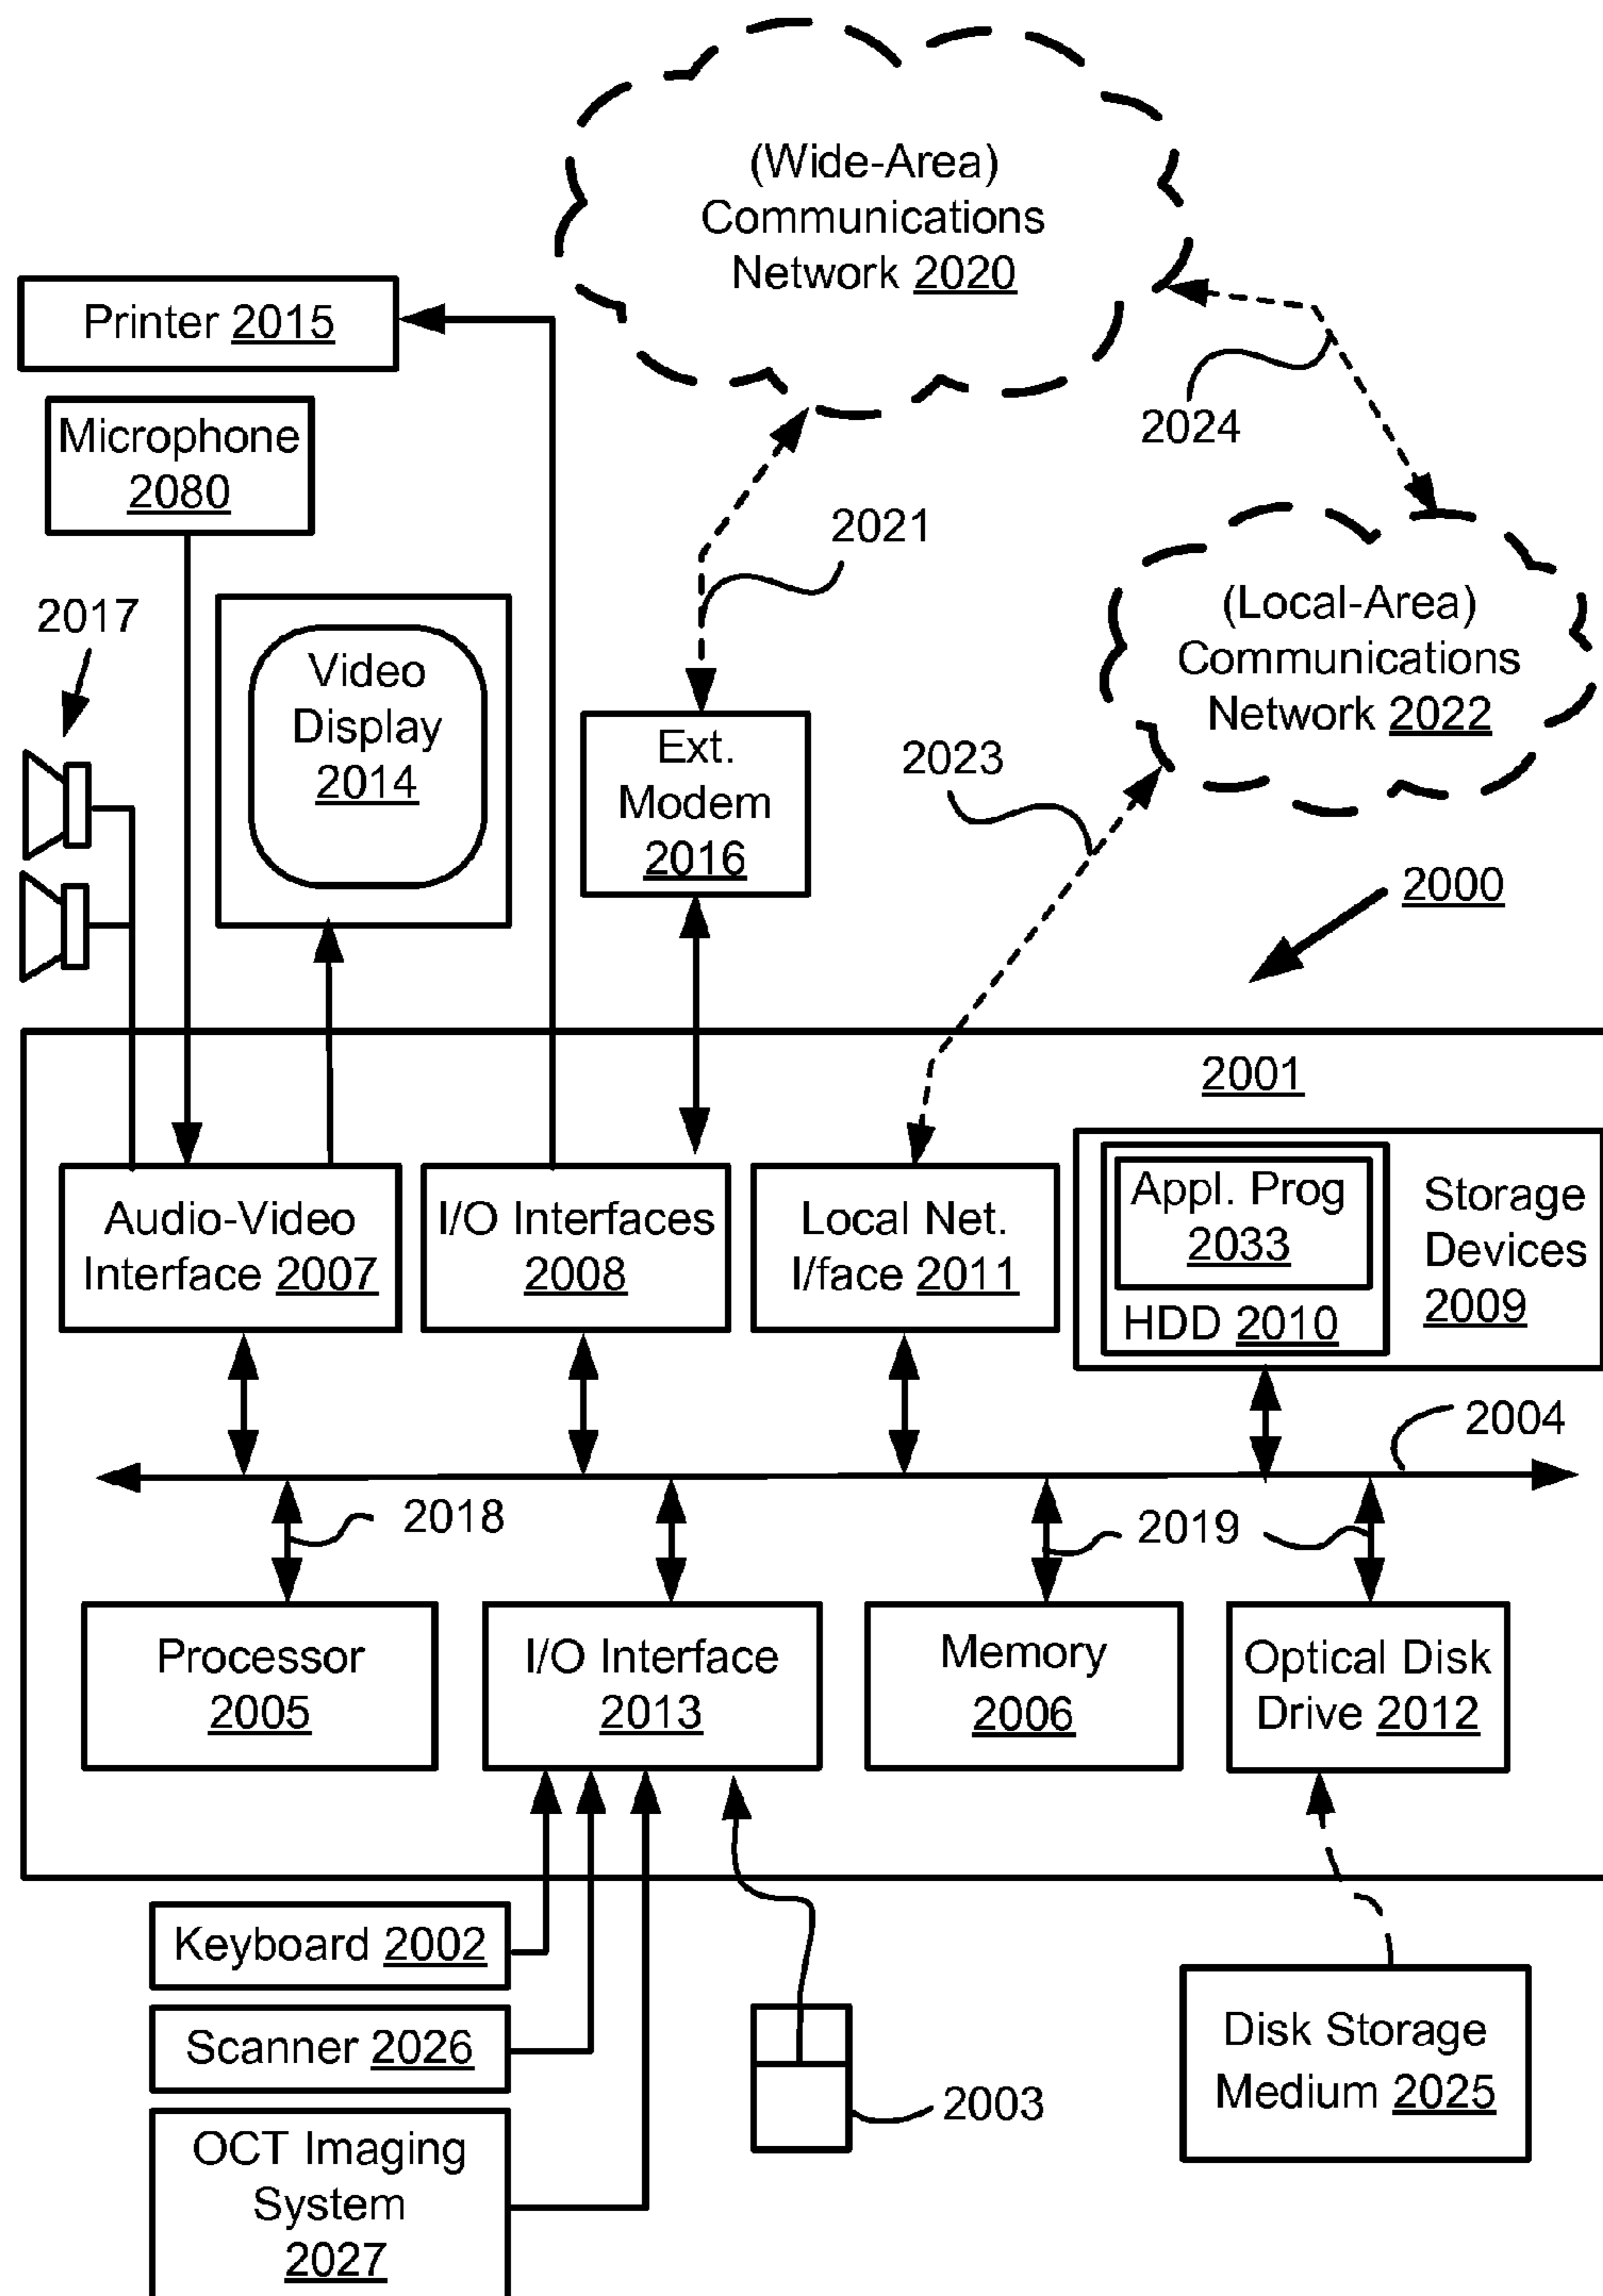 (Wide-Area)
Communications
Network 2020
Printer 2015
Microphone
2080
2024
2021
2017
(Local-Area)
Communications
Network 2022
Video
Display
2014
Ext.
Modem
2016
2023
2000
2001
Audio-Video
Interface 2007
I/O Interfaces
2008
Local Net.
I/face 2011
Appl. Prog
2033
HDD 2010
Storage
Devices
2009
2004
2018
2019
Processor
2005
I/O Interface
2013
Memory
2006
Optical Disk
Drive 2012
Keyboard 2002
Scanner 2026
OCT Imaging
System
2027
2003
Disk Storage
Medium 2025